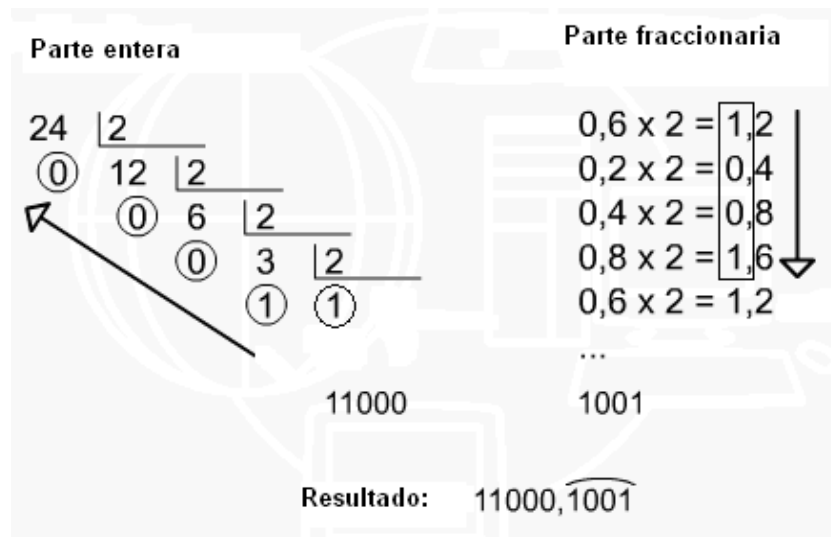 Parte entera
24 2
0 12 2
0 6 2
0 3 2
1 1
11000
Parte fraccionaria
0,6 x 2 = 1,2
0,2 x 2 = 0,4
0,4 x 2 = 0,8
0,8 x 2 = 1,6
0,6 x 2 = 1,2
...
1001
Resultado: 11000,1001